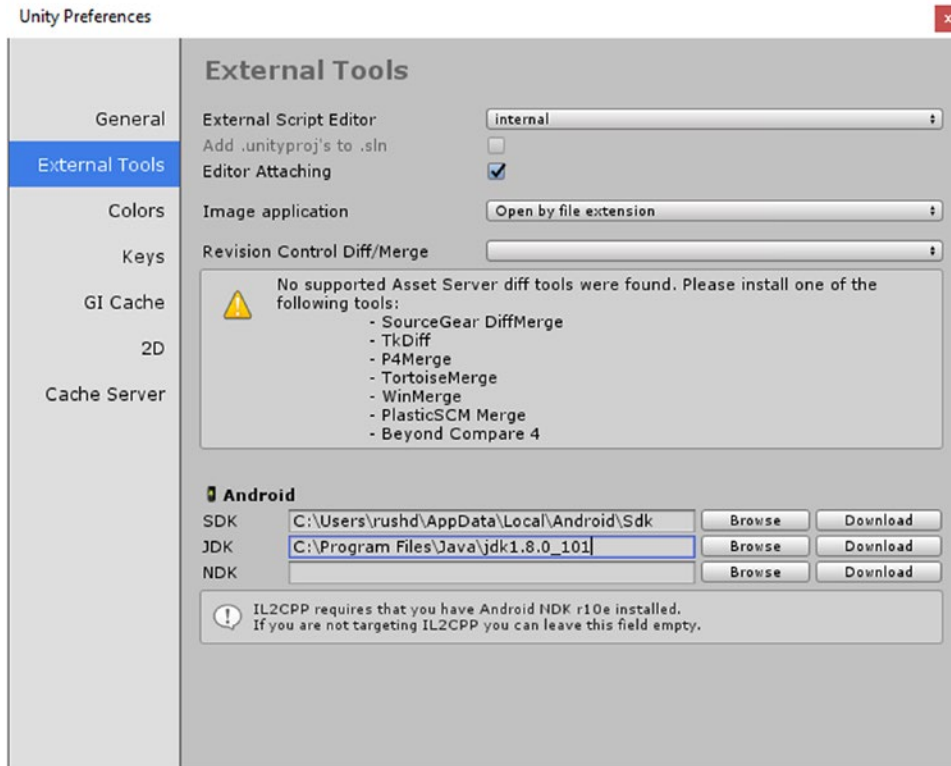 Unity Preferences
x
External Tools
General
External Tools
Colors
Keys
GI Cache
2D
Cache Server
External Script Editor internal
Add .unityproj's to .sln
Editor Attaching
Image application Open by file extension
Revision Control Diff/Merge
No supported Asset Server diff tools were found. Please install one of the
following tools:
- SourceGear DiffMerge
- TkDiff
- P4Merge
- TortoiseMerge
- WinMerge
- PlasticSCM Merge
- Beyond Compare 4
Android
SDK C:\Users\rushd\AppData\Local\Android\Sdk Browse Download
JDK C:\Program Files\Java\jdk1.8.0_101 Browse Download
NDK Browse Download
IL2CPP requires that you have Android NDK r10e installed.
If you are not targeting IL2CPP you can leave this field empty.